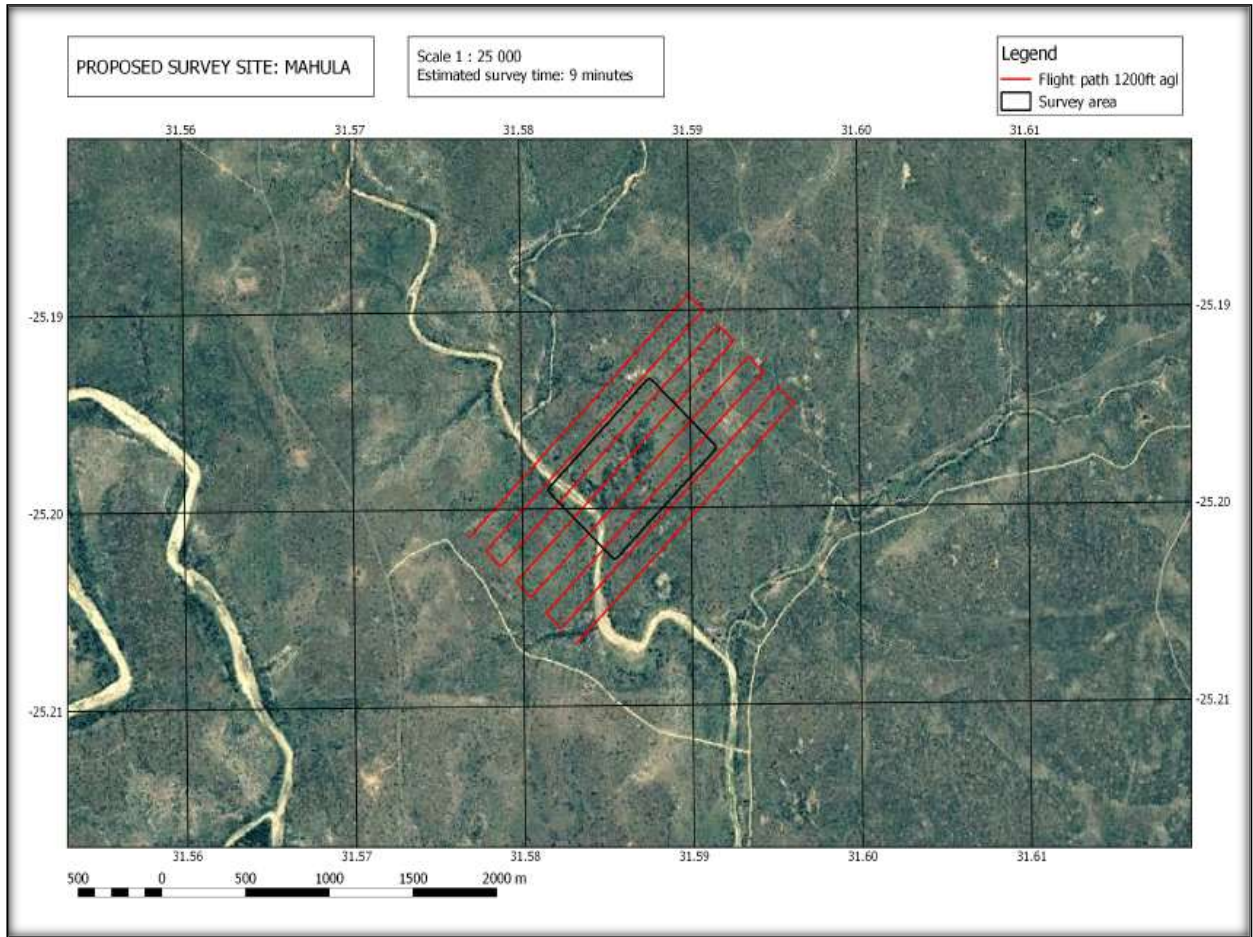 PROPOSED SURVEY SITE: MAHULA
Scale 1 : 25 000
Estimated survey time: 9 minutes
Legend
Flight path 1200ft agl
Survey area
31.56 31.57 31.58 31.59 31.60 31.61
-25.19 -25.19
-25.20 -25.20
-25.21 -25.21
31.56 31.57 31.58 31.59 31.60 31.61
500 0 500 1000 1500 2000 m